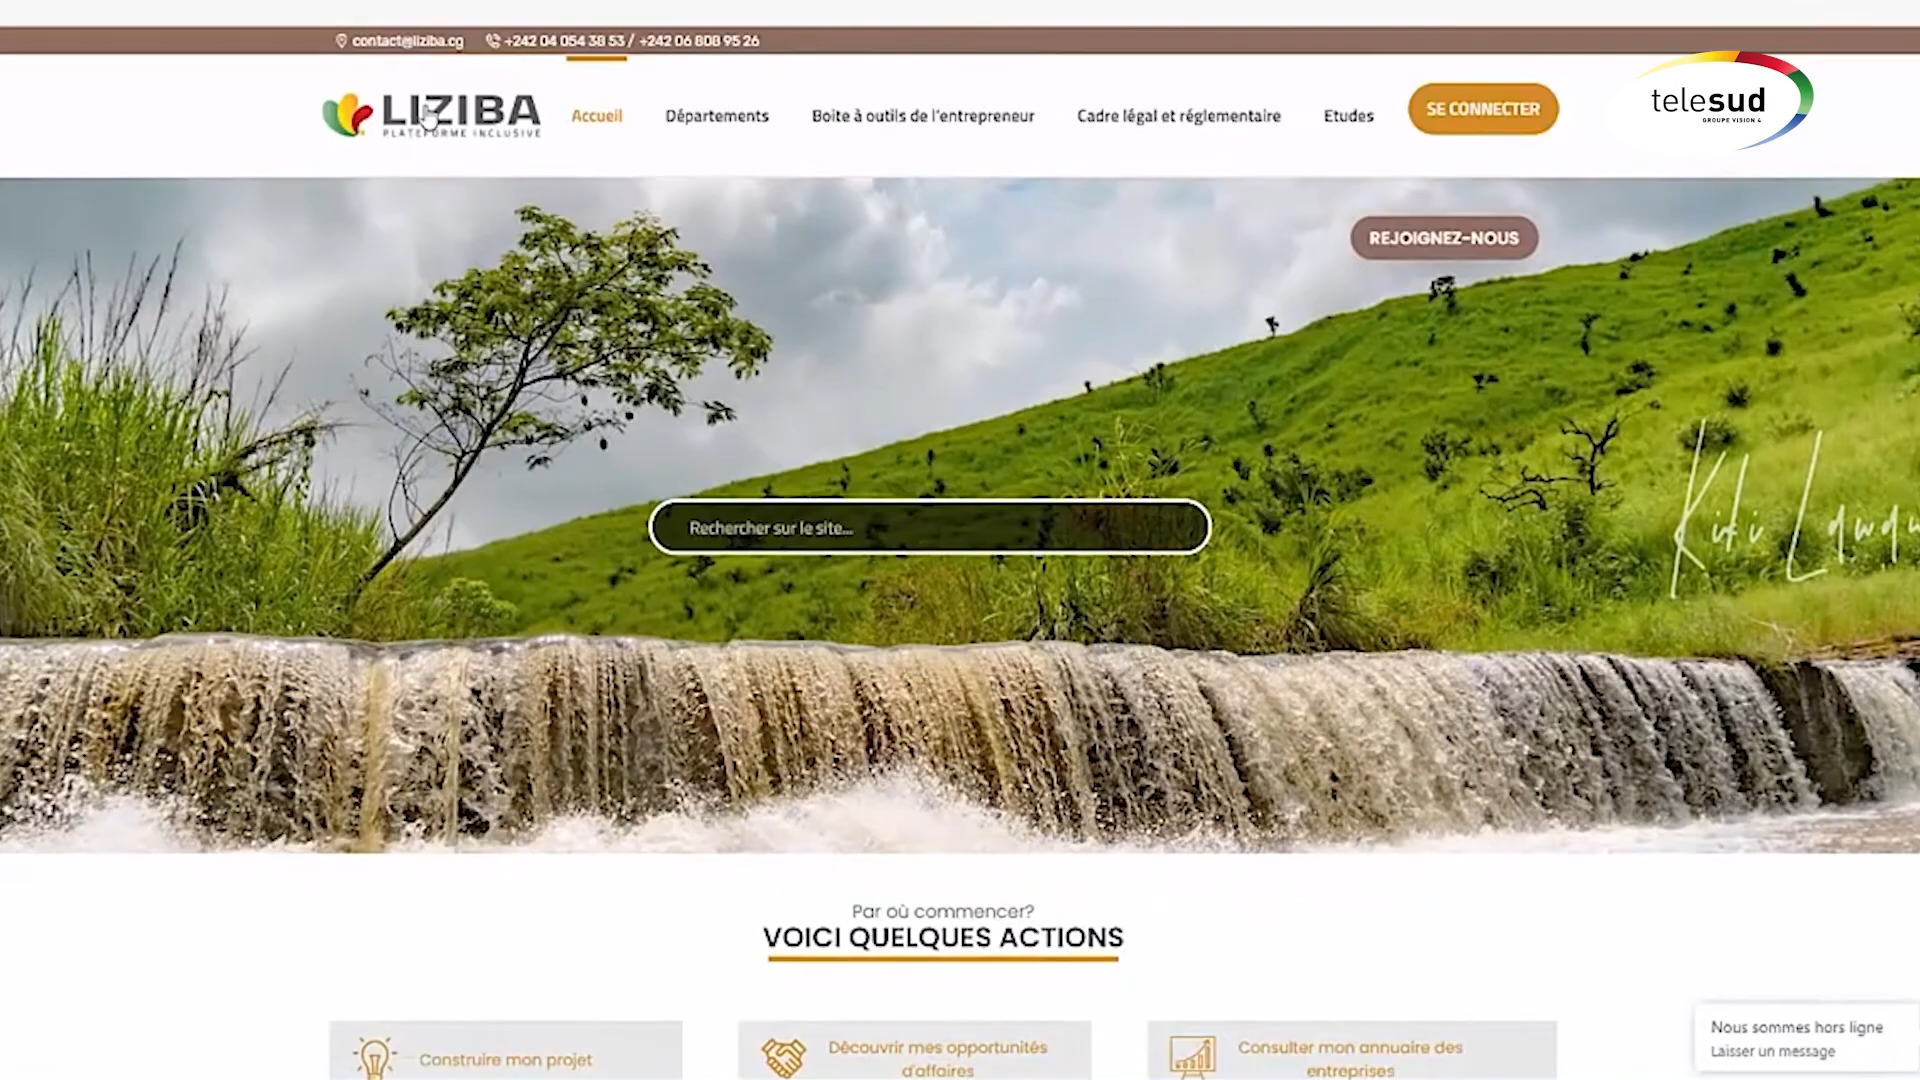 contact@liziba.cg +242 04 054 38 53 / +242 06 808 95 26
LIZIBA
PLATEFORME INCLUSIVE
Accueil
Départements
Boite à outils de l'entrepreneur
Cadre légal et réglementaire
Etudes
SE CONNECTER
telesud
GROUPE VISION 4
REJOIGNEZ-NOUS
Rechercher sur le site...
Par où commencer?
VOICI QUELQUES ACTIONS
Construire mon projet
Découvrir mes opportunités
d'affaires
Consulter mon annuaire des
entreprises
Nous sommes hors ligne
Laisser un message